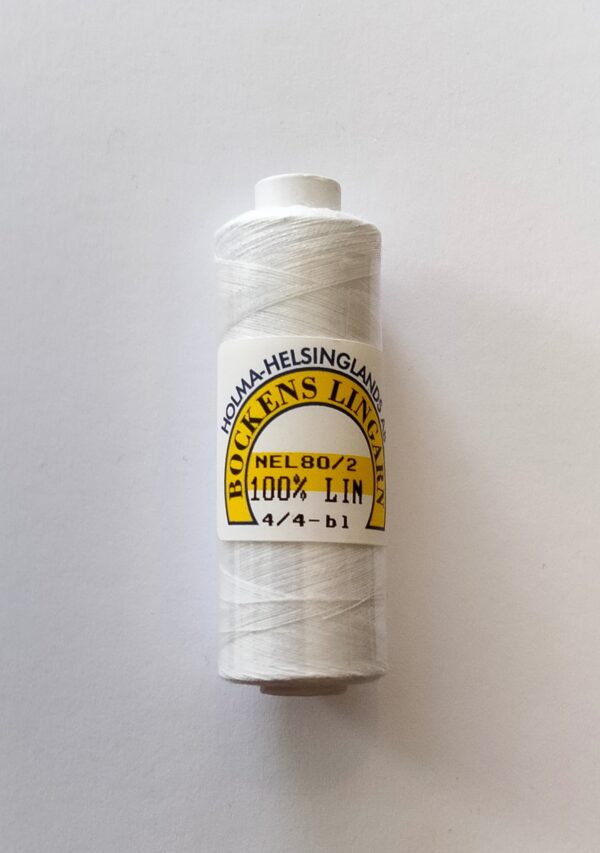 HOLMA-HELSINGLANDS AB
BOCKENS LINGARN
NEL80/2
100% LIN
4/4-bl